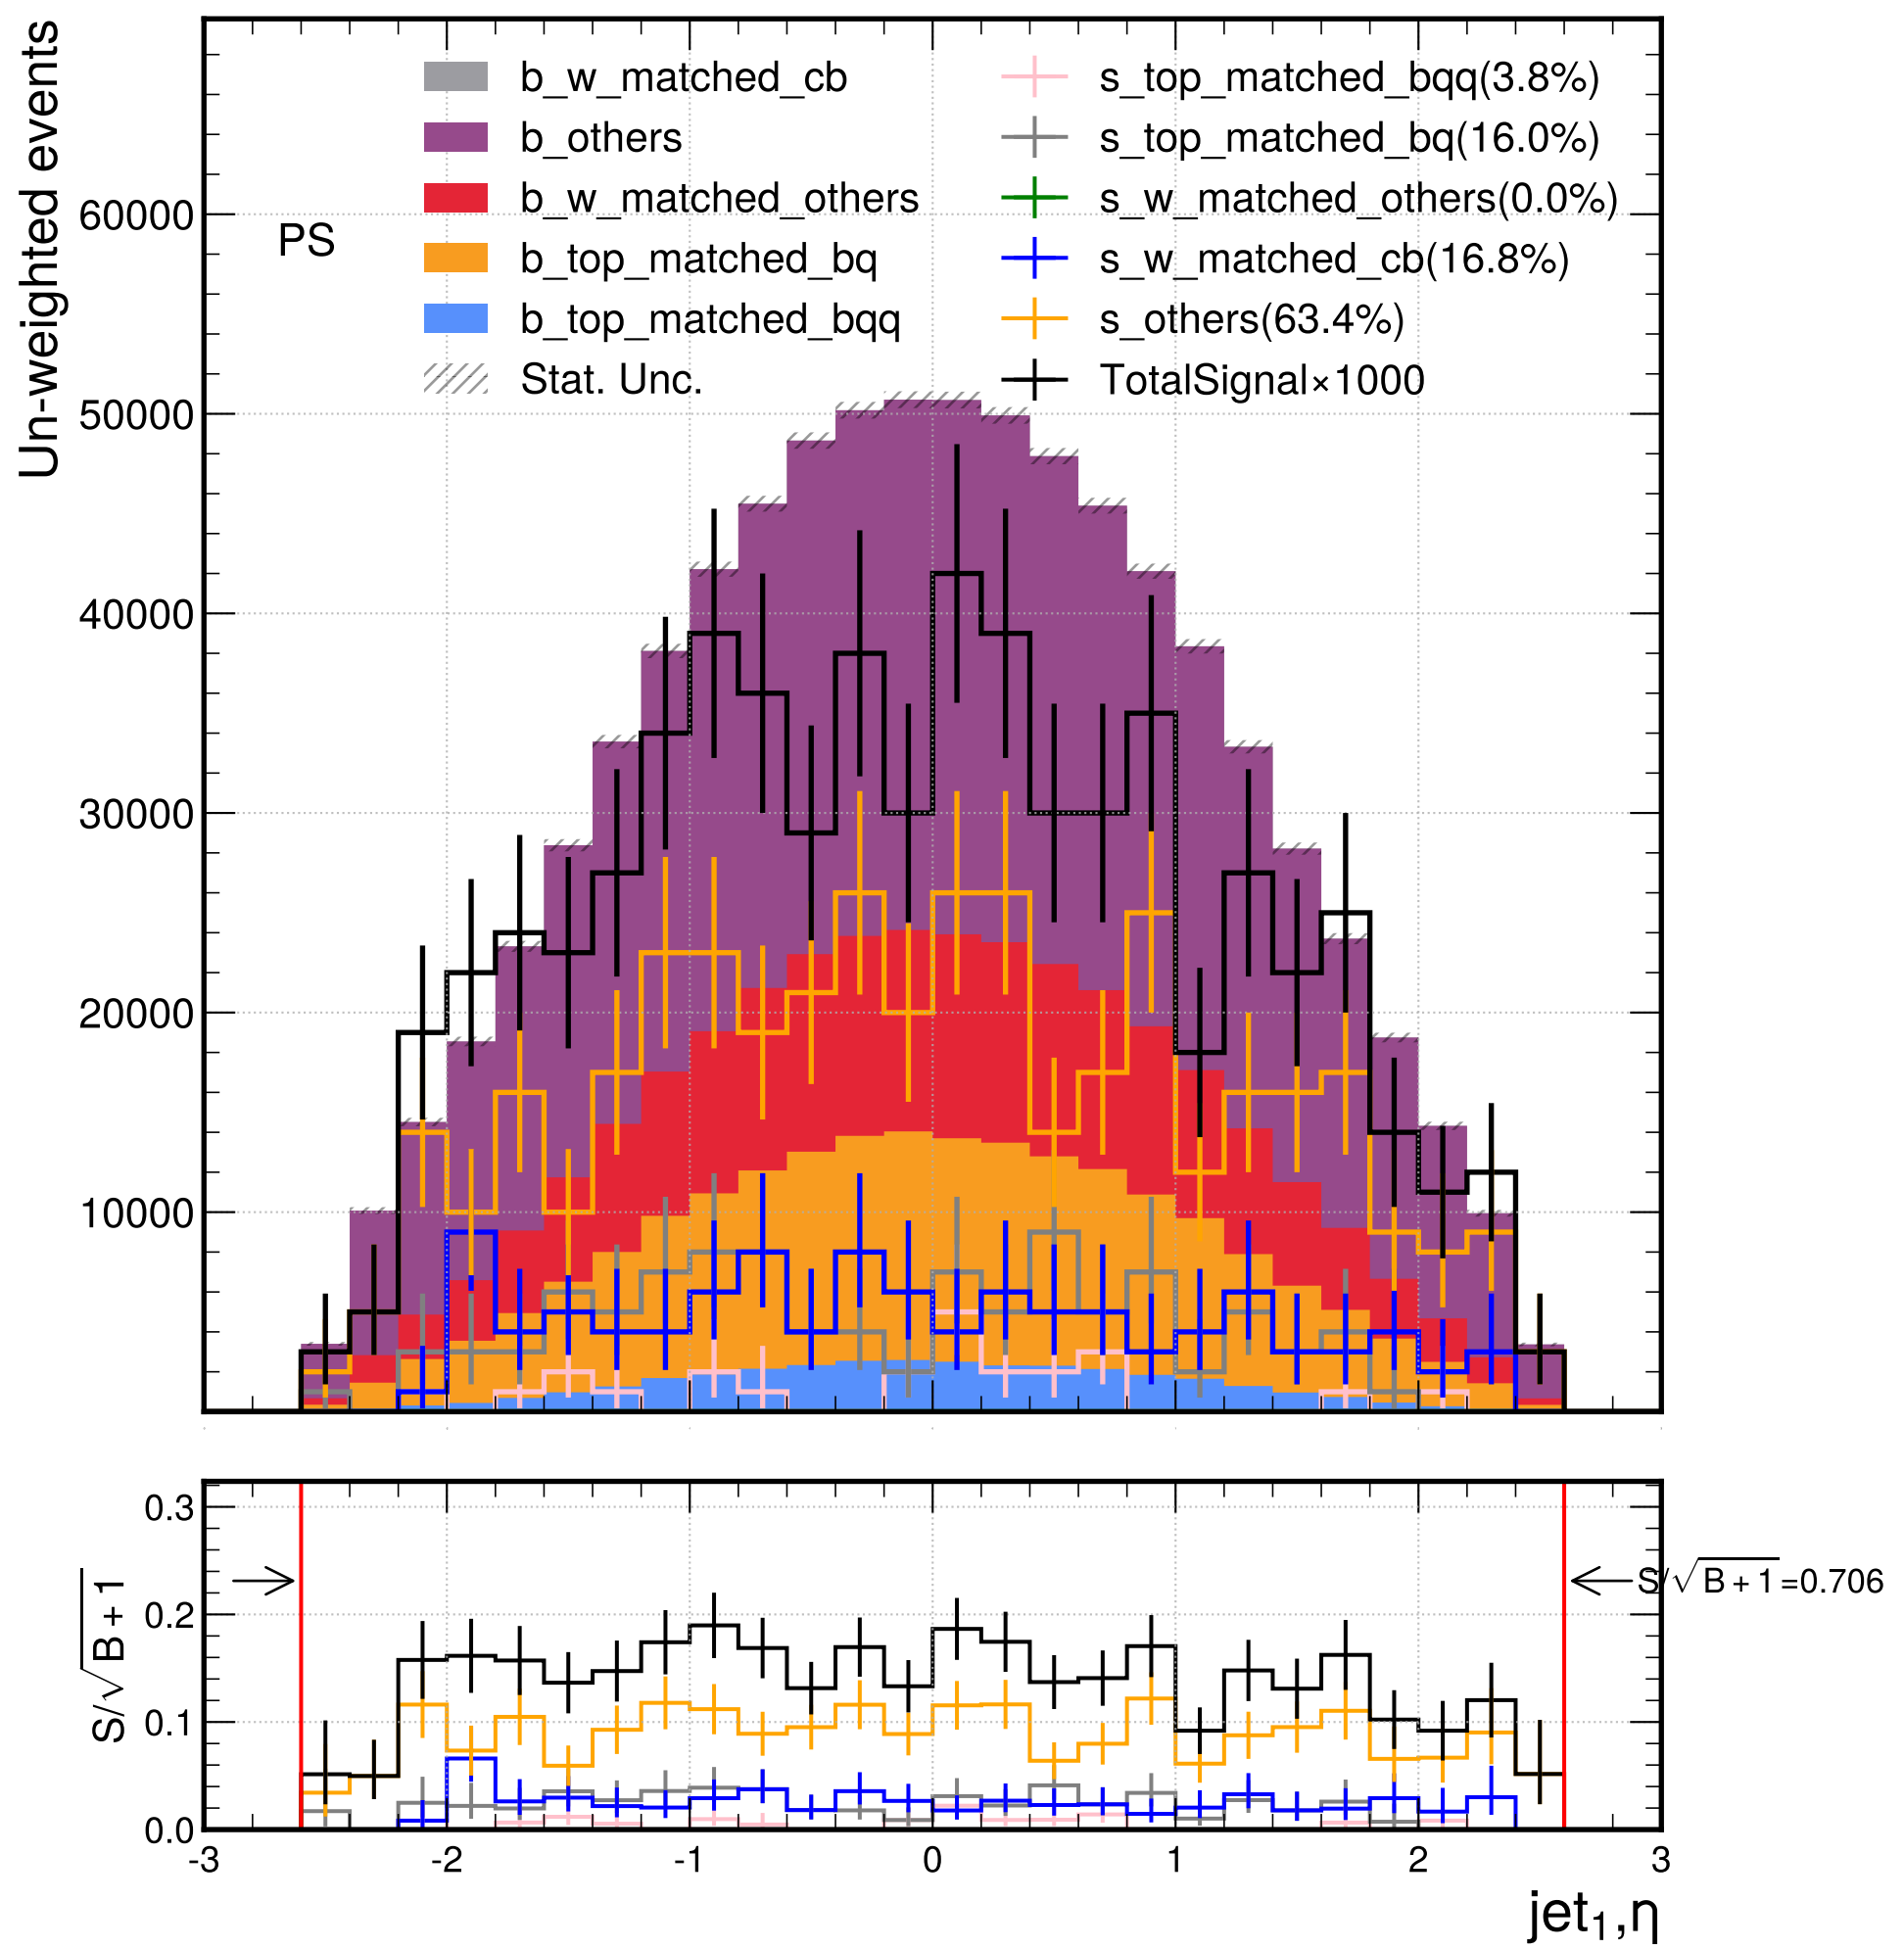 Un-weighted events
b_w_matched_cb
b_others
b_w_matched_others
b_top_matched_bq
b_top_matched_bqq
Stat. Unc.
s_top_matched_bqq(3.8%)
s_top_matched_bq(16.0%)
s_w_matched_others(0.0%)
s_w_matched_cb(16.8%)
s_others(63.4%)
TotalSignal×1000
PS
60000
50000
40000
30000
20000
10000
S/√B+1
0.3
0.2
0.1
0.0
S/√B+1=0.706
-3 -2 -1 0 1 2 3
jet₁,η